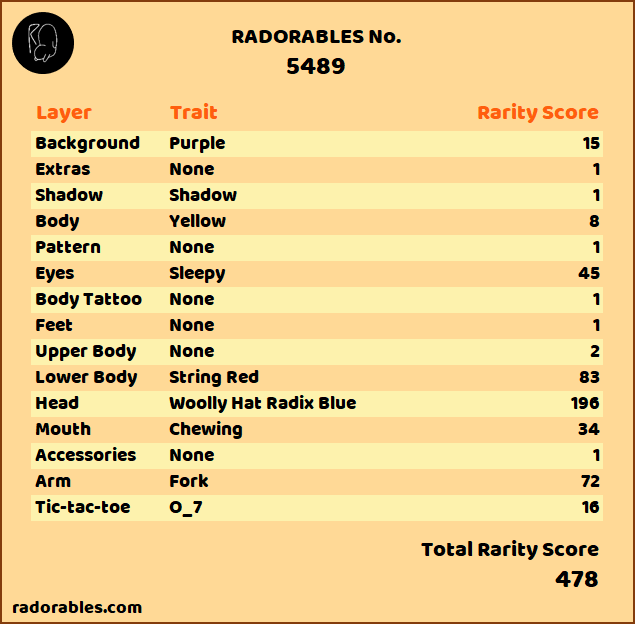 RADORABLES No.
5489
Layer Trait Rarity Score
Background Purple 15
Extras None 1
Shadow Shadow 1
Body Yellow 8
Pattern None 1
Eyes Sleepy 45
Body Tattoo None 1
Feet None 1
Upper Body None 2
Lower Body String Red 83
Head Woolly Hat Radix Blue 196
Mouth Chewing 34
Accessories None 1
Arm Fork 72
Tic-tac-toe O_7 16
Total Rarity Score
478
radorables.com